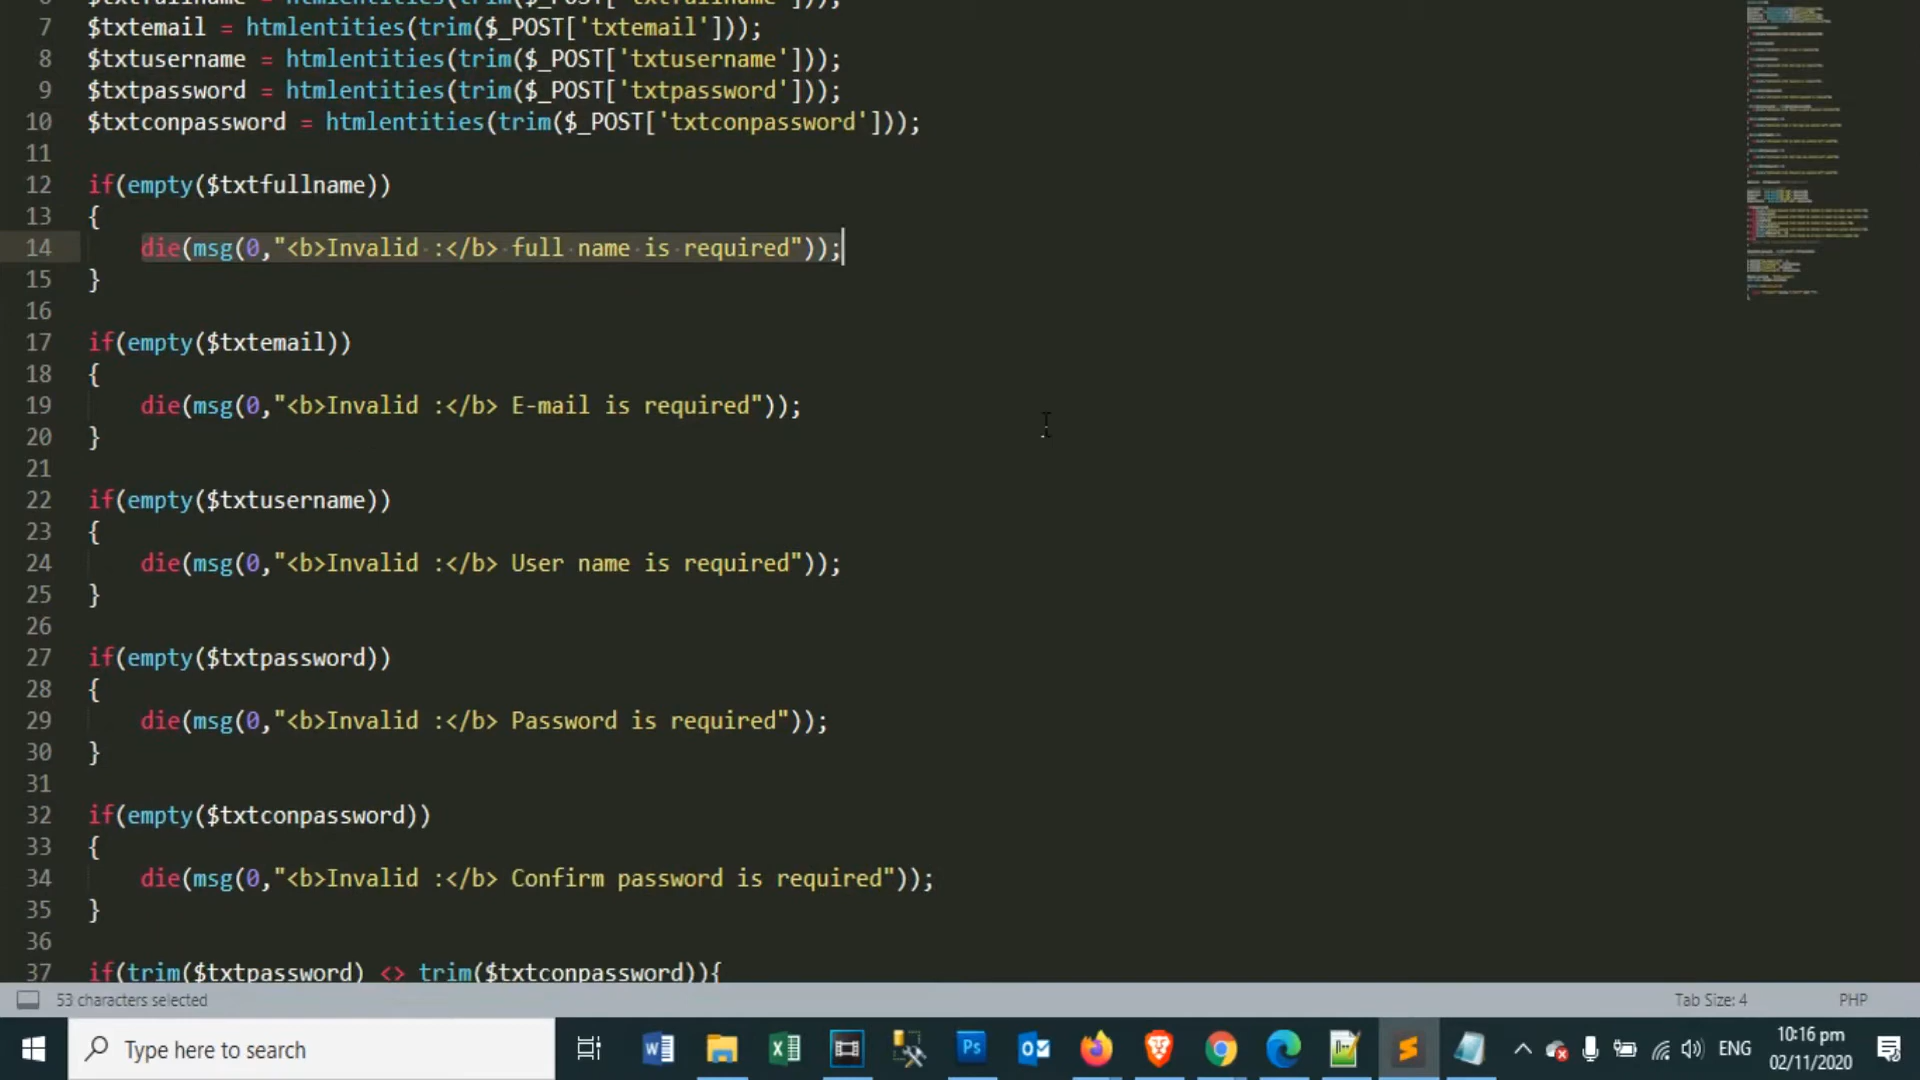 6 $txtfullname = htmlentities(trim($_POST['txtfullname']));
7 $txtemail = htmlentities(trim($_POST['txtemail']));
8 $txtusername = htmlentities(trim($_POST['txtusername']));
9 $txtpassword = htmlentities(trim($_POST['txtpassword']));
10 $txtconpassword = htmlentities(trim($_POST['txtconpassword']));
11
12 if(empty($txtfullname))
13 {
14 die(msg(0,"<b>Invalid :</b> full name is required"));
15 }
16
17 if(empty($txtemail))
18 {
19 die(msg(0,"<b>Invalid :</b> E-mail is required"));
20 }
21
22 if(empty($txtusername))
23 {
24 die(msg(0,"<b>Invalid :</b> User name is required"));
25 }
26
27 if(empty($txtpassword))
28 {
29 die(msg(0,"<b>Invalid :</b> Password is required"));
30 }
31
32 if(empty($txtconpassword))
33 {
34 die(msg(0,"<b>Invalid :</b> Confirm password is required"));
35 }
36
37 if(trim($txtpassword) <> trim($txtconpassword)){
53 characters selected
Tab Size: 4
PHP
Type here to search
ENG
10:16 pm
02/11/2020